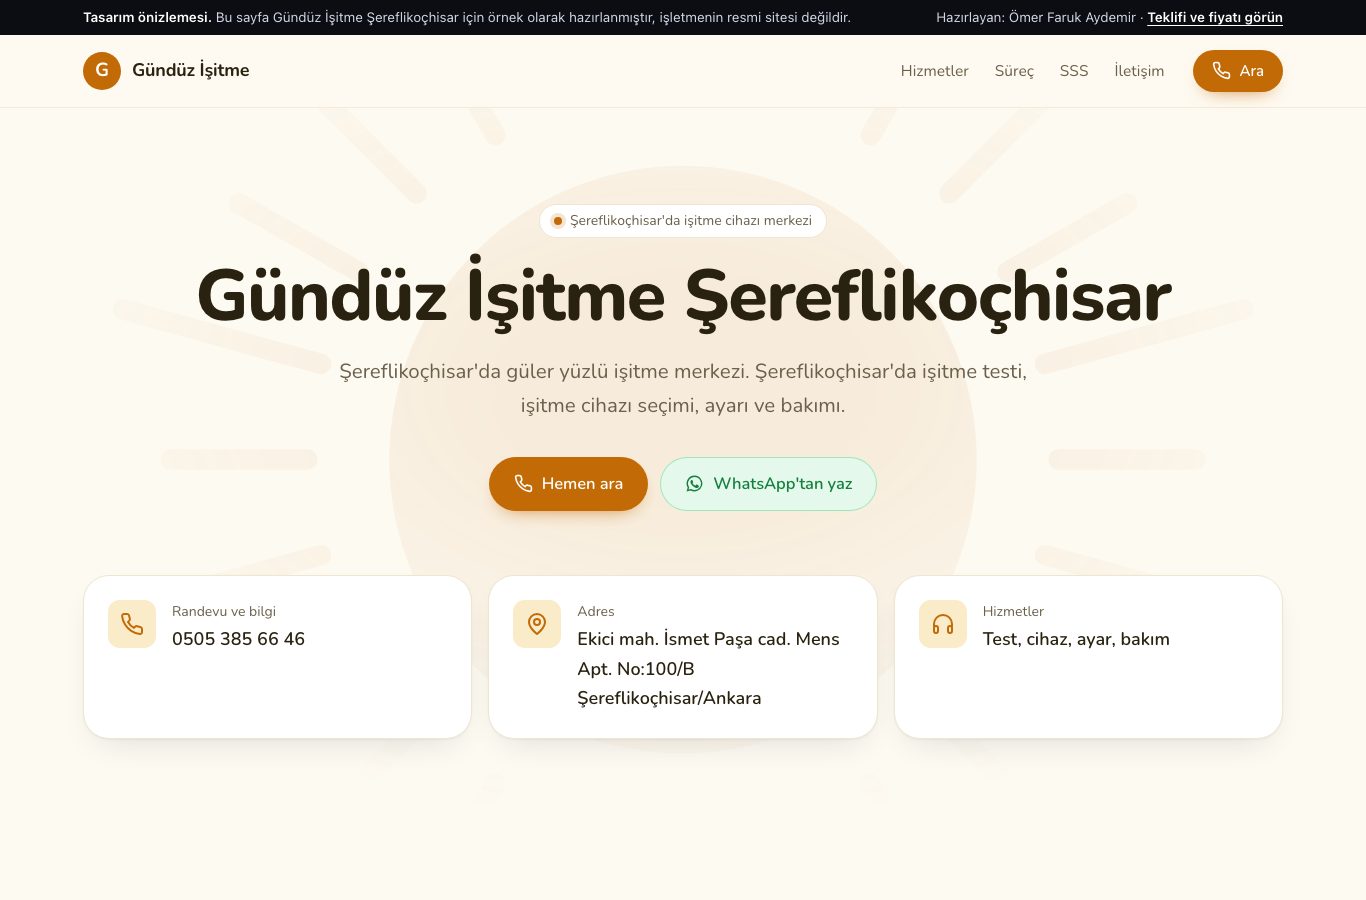 Tasarım önizlemesi. Bu sayfa Gündüz İşitme Şereflikoçhisar için örnek olarak hazırlanmıştır, işletmenin resmi sitesi değildir.
Hazırlayan: Ömer Faruk Aydemir · Teklifi ve fiyatı görün
G
Gündüz İşitme
Hizmetler
Süreç
SSS
İletişim
Ara
Şereflikoçhisar'da işitme cihazı merkezi
Gündüz İşitme Şereflikoçhisar
Şereflikoçhisar'da güler yüzlü işitme merkezi. Şereflikoçhisar'da işitme testi,
işitme cihazı seçimi, ayarı ve bakımı.
Hemen ara
WhatsApp'tan yaz
Randevu ve bilgi
0505 385 66 46
Adres
Ekici mah. İsmet Paşa cad. Mens
Apt. No:100/B
Şereflikoçhisar/Ankara
Hizmetler
Test, cihaz, ayar, bakım